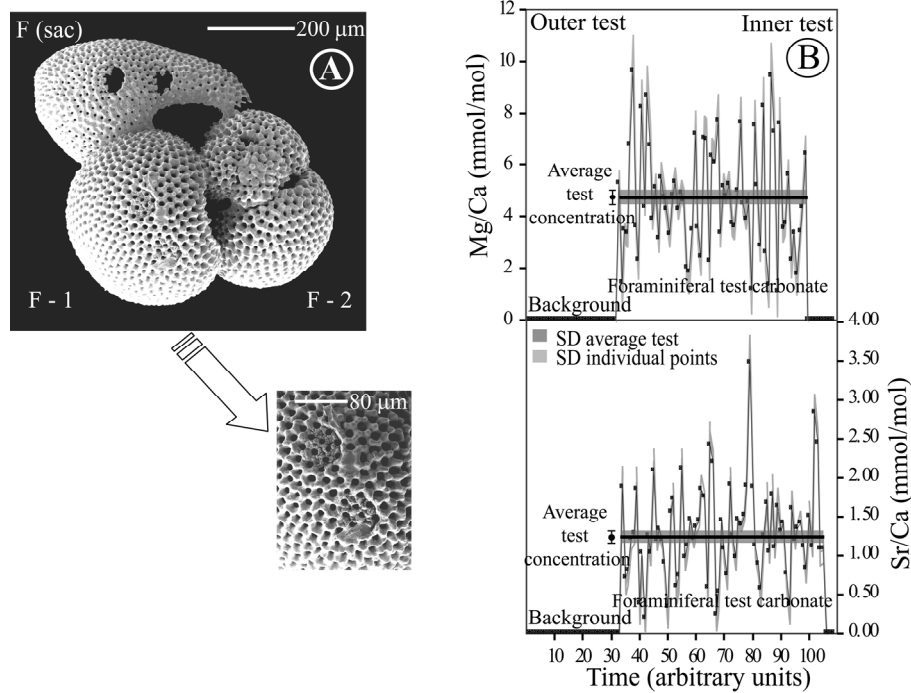 F (sac)
200 μm
A
F - 1
F - 2
80 μm
Outer test
Inner test
B
12
10
8
6
4
2
0
Mg/Ca (mmol/mol)
Average
test
concentration
Foraminiferal test carbonate
Background
SD average test
SD individual points
4.00
3.50
3.00
2.50
2.00
1.50
1.00
0.50
0.00
Sr/Ca (mmol/mol)
Average
test
concentration
Foraminiferal test carbonate
Background
10 20 30 40 50 60 70 80 90 100
Time (arbitrary units)